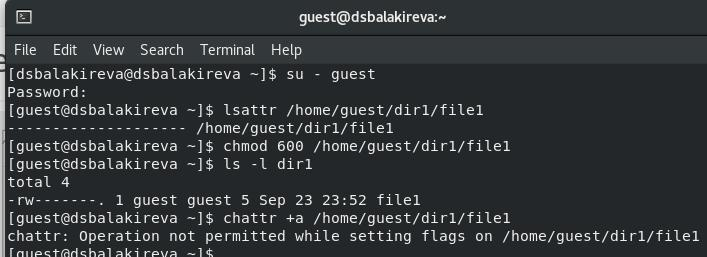 guest@dsbalakireva:~
File Edit View Search Terminal Help
[dsbalakireva@dsbalakireva ~]$ su - guest
Password:
[guest@dsbalakireva ~]$ lsattr /home/guest/dir1/file1
-------------------- /home/guest/dir1/file1
[guest@dsbalakireva ~]$ chmod 600 /home/guest/dir1/file1
[guest@dsbalakireva ~]$ ls -l dir1
total 4
-rw-------. 1 guest guest 5 Sep 23 23:52 file1
[guest@dsbalakireva ~]$ chattr +a /home/guest/dir1/file1
chattr: Operation not permitted while setting flags on /home/guest/dir1/file1
[guest@dsbalakireva ~]$